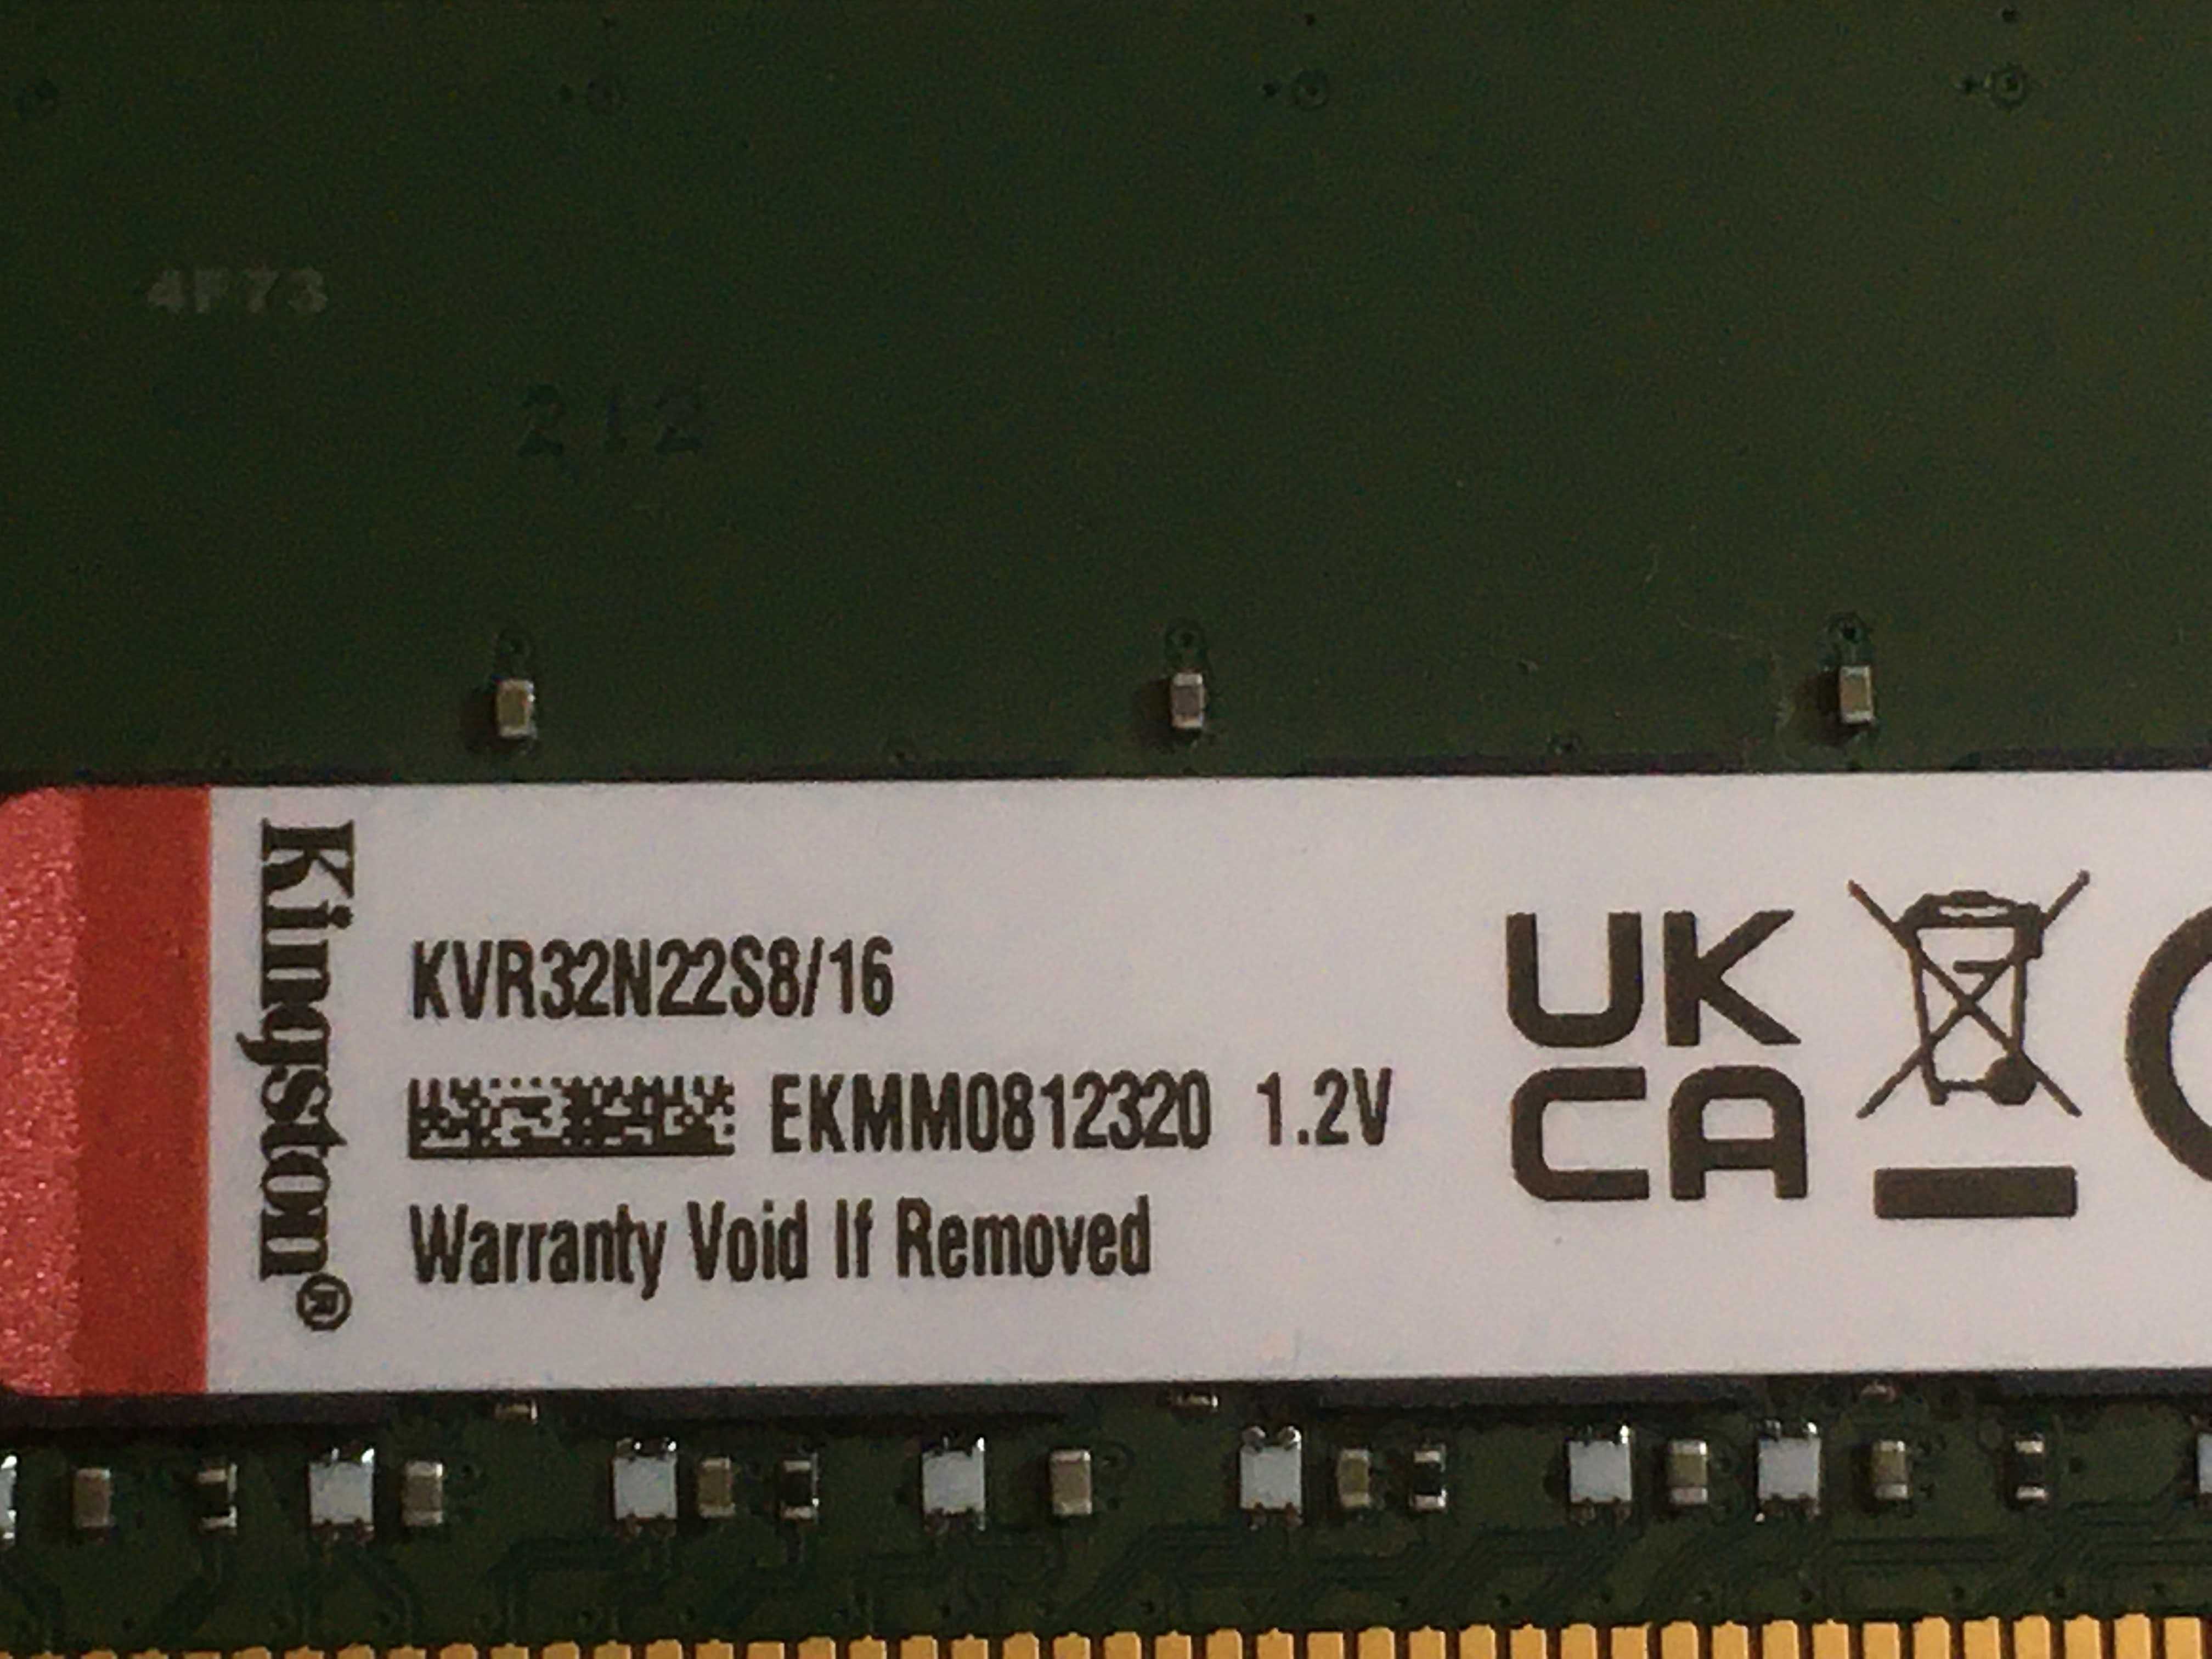 4F73
212
Kingston®
KVR32N22S8/16
EKMM0812320 1.2V
Warranty Void If Removed
UK
CA